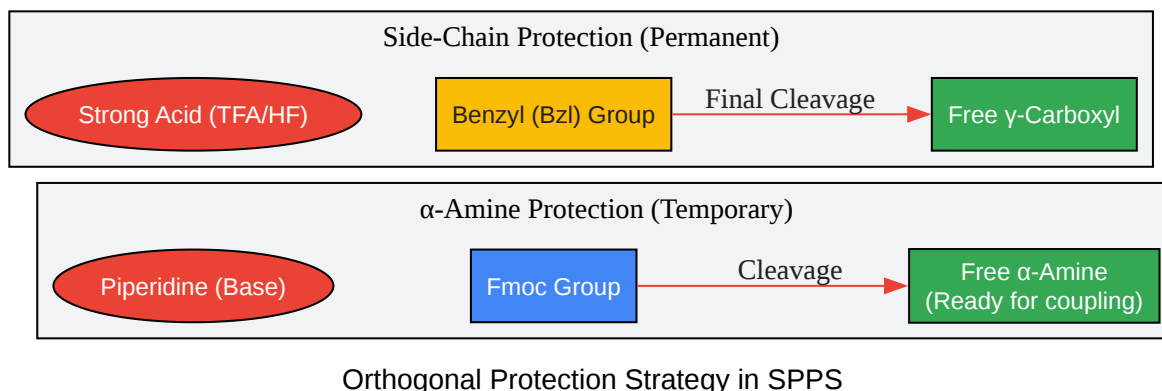 Side-Chain Protection (Permanent)
Strong Acid (TFA/HF)
Benzyl (Bzl) Group
Final Cleavage
Free γ-Carboxyl
α-Amine Protection (Temporary)
Piperidine (Base)
Fmoc Group
Cleavage
Free α-Amine
(Ready for coupling)
Orthogonal Protection Strategy in SPPS